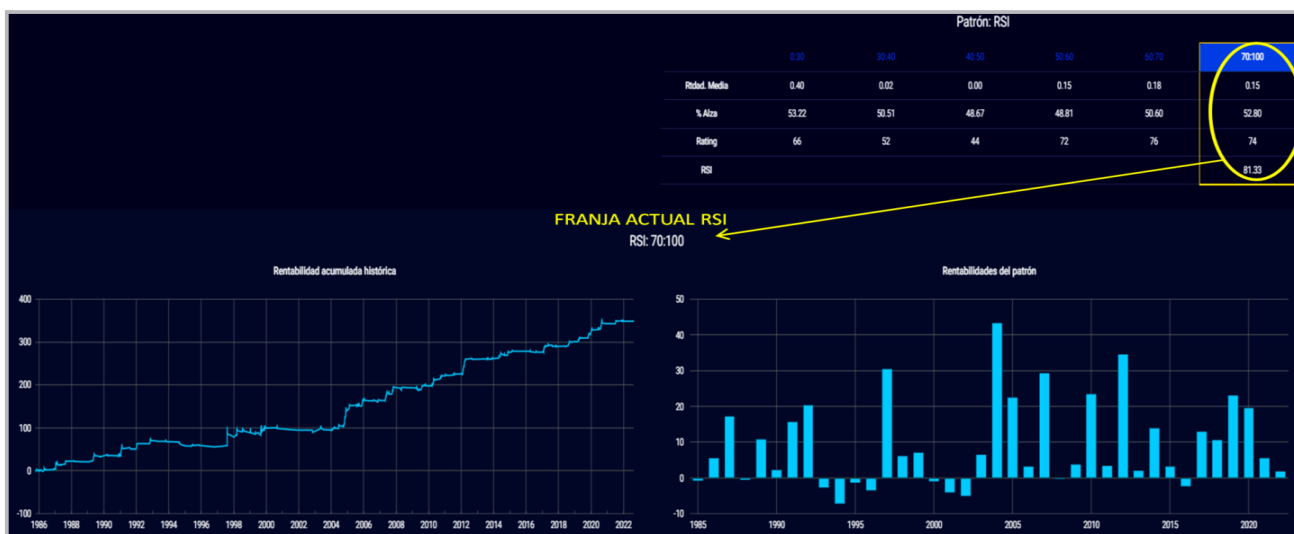 Patrón: RSI
0:30 30:40 40:50 50:60 60:70 70:100
Rtdad. Media 0.40 0.02 0.00 0.15 0.18 0.15
% Alza 53.22 50.51 48.67 48.81 50.60 52.80
Rating 66 52 44 72 76 74
RSI 81.33
FRANJA ACTUAL RSI
RSI: 70:100
Rentabilidad acumulada histórica
400
300
200
100
0
-100
1986 1988 1990 1992 1994 1996 1998 2000 2002 2004 2006 2008 2010 2012 2014 2016 2018 2020 2022
Rentabilidades del patrón
50
40
30
20
10
0
-10
1985 1990 1995 2000 2005 2010 2015 2020